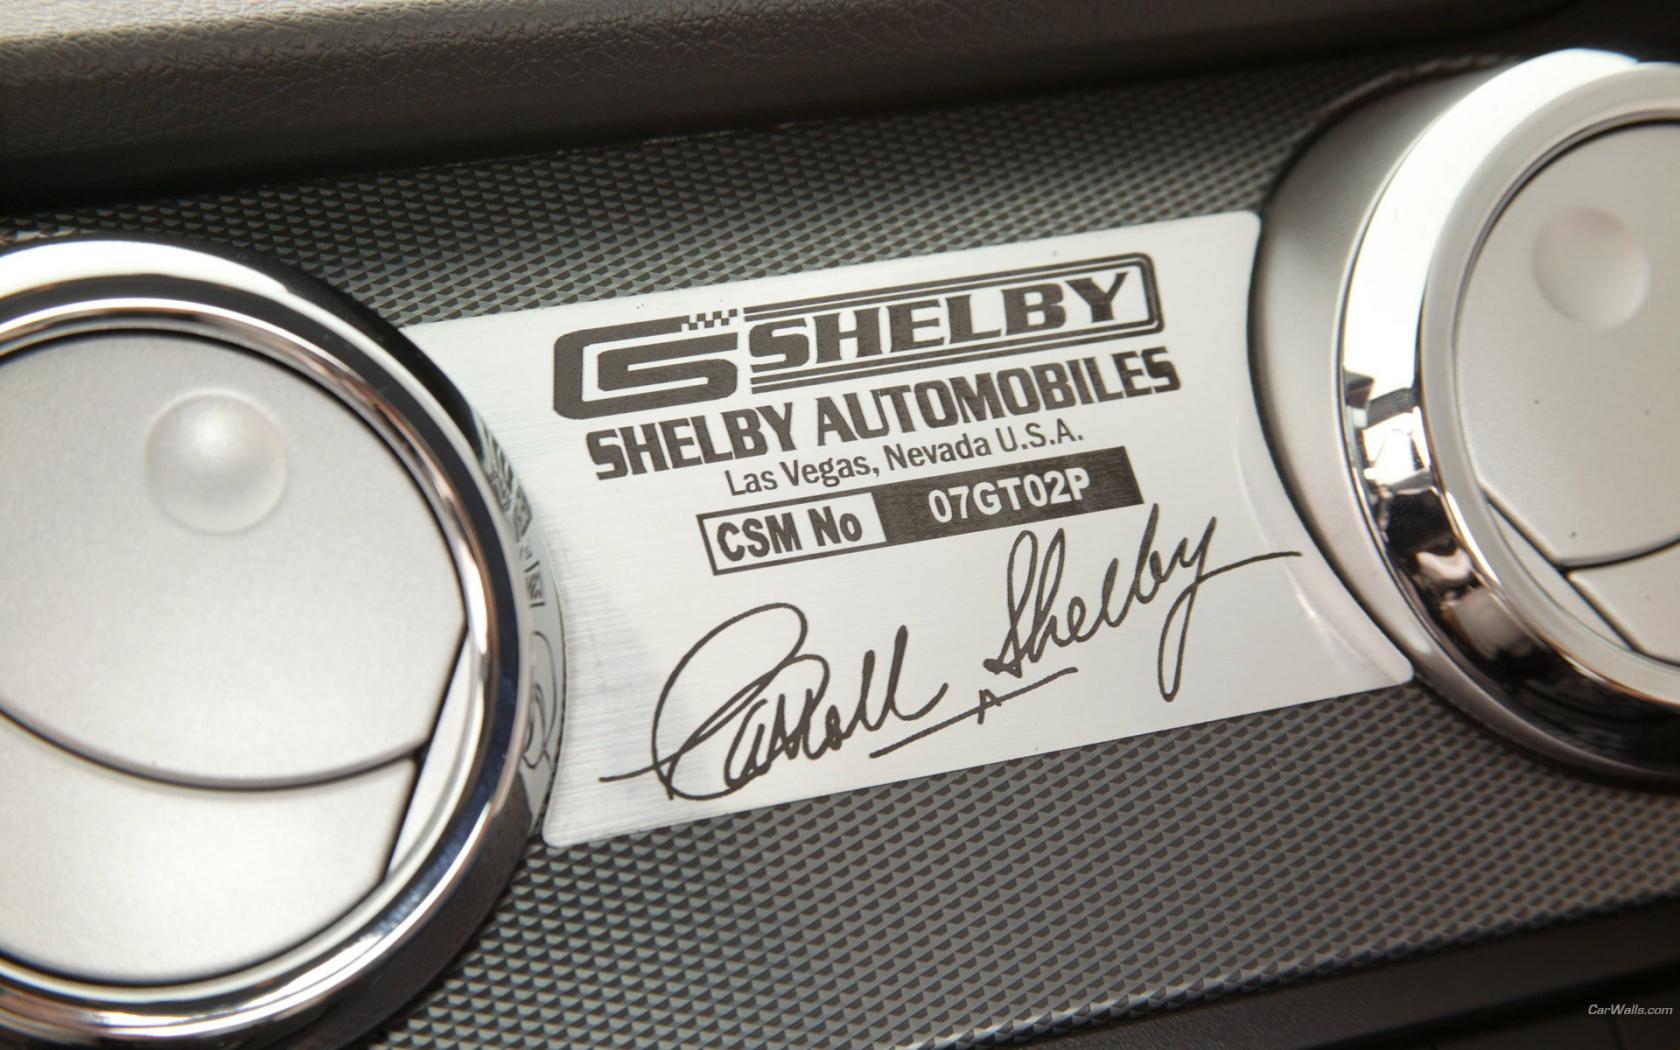 CS SHELBY
SHELBY AUTOMOBILES
Las Vegas, Nevada U.S.A.
CSM No 07GT02P
Carroll Shelby
CarWalls.com